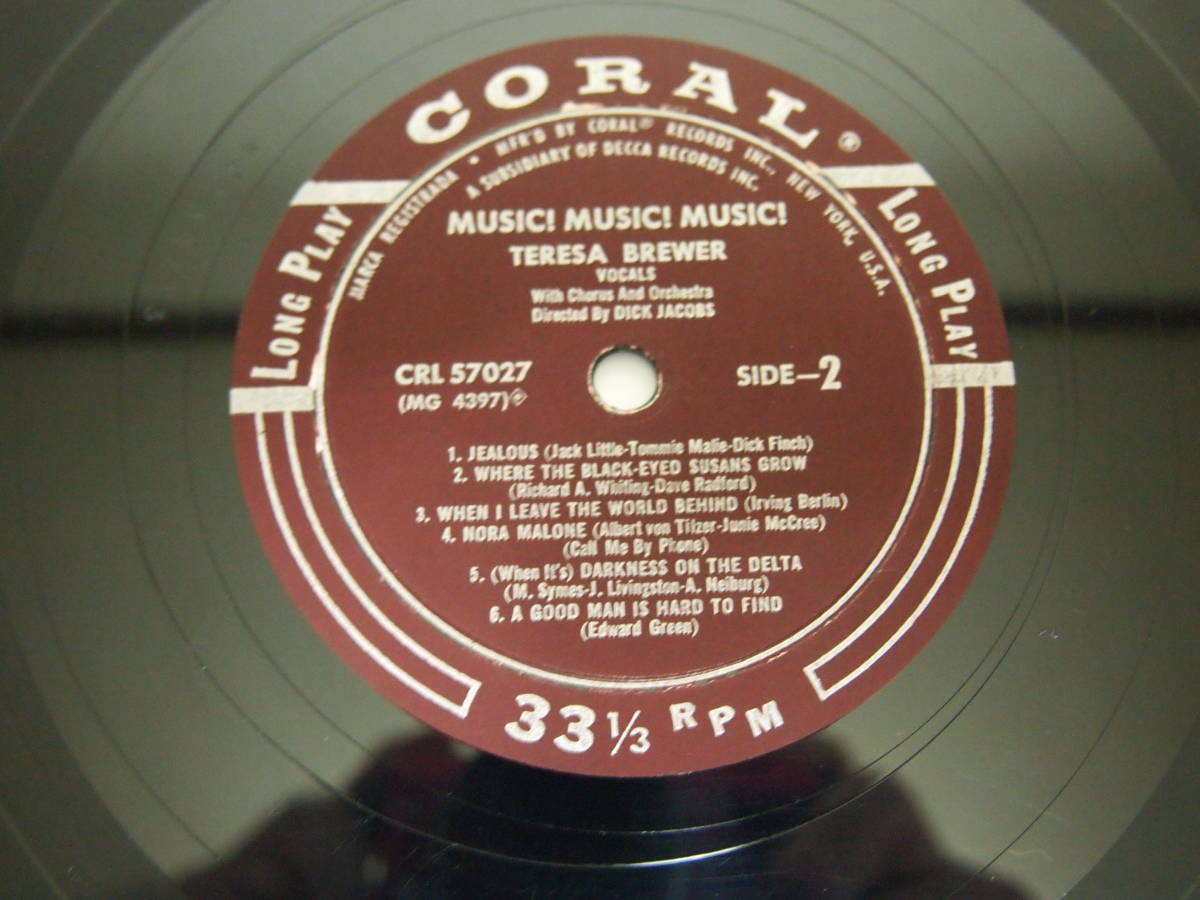 CORAL®
MARCA REGISTRADA • MFR'D BY CORAL® RECORDS INC., NEW YORK, U.S.A.
A SUBSIDIARY OF DECCA RECORDS INC.
LONG PLAY
LONG PLAY
MUSIC! MUSIC! MUSIC!
TERESA BREWER
VOCALS
With Chorus And Orchestra
Directed By DICK JACOBS
CRL 57027
(MG 4397)
SIDE—2
1. JEALOUS (Jack Little-Tommie Malie-Dick Finch)
2. WHERE THE BLACK-EYED SUSANS GROW
(Richard A. Whiting-Dave Radford)
3. WHEN I LEAVE THE WORLD BEHIND (Irving Berlin)
4. NORA MALONE (Albert von Tilzer-Junie McCree)
(Call Me By Phone)
5. (When It's) DARKNESS ON THE DELTA
(M. Symes-J. Livingston-A. Neiburg)
6. A GOOD MAN IS HARD TO FIND
(Edward Green)
33 1/3 RPM